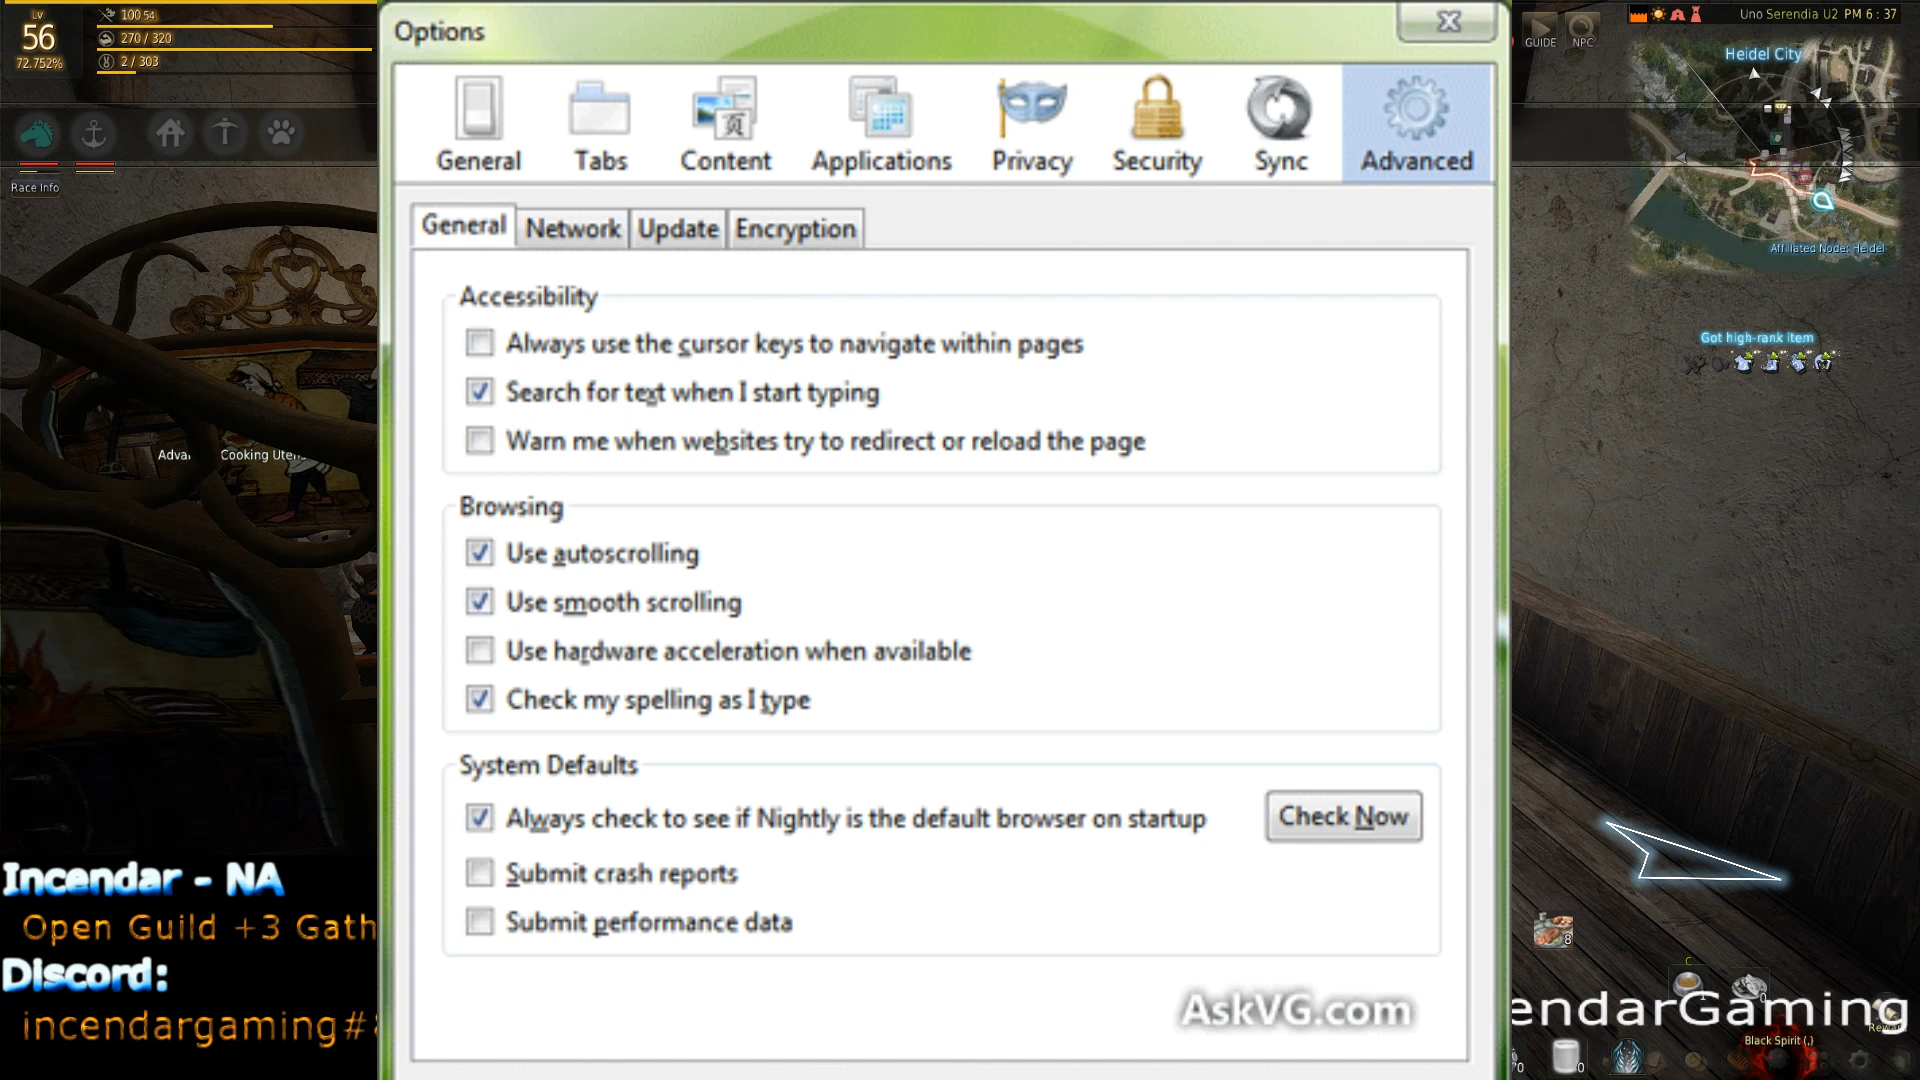 Lv
56
72.752%
100 54
270 / 320
2 / 303
Race Info
Adva
Cooking Uten
Incendar - NA
Open Guild +3 Gath
Discord:
incendargaming#
Options
General
Tabs
Content
Applications
Privacy
Security
Sync
Advanced
General
Network
Update
Encryption
Accessibility
Always use the cursor keys to navigate within pages
Search for text when I start typing
Warn me when websites try to redirect or reload the page
Browsing
Use autoscrolling
Use smooth scrolling
Use hardware acceleration when available
Check my spelling as I type
System Defaults
Always check to see if Nightly is the default browser on startup
Check Now
Submit crash reports
Submit performance data
AskVG.com
GUIDE
NPC
Uno Serendia U2 PM 6 : 37
Heidel City
Affiliated Node: Heidel
Got high-rank item
8
C
endarGaming
Black Spirit (,)
70
0